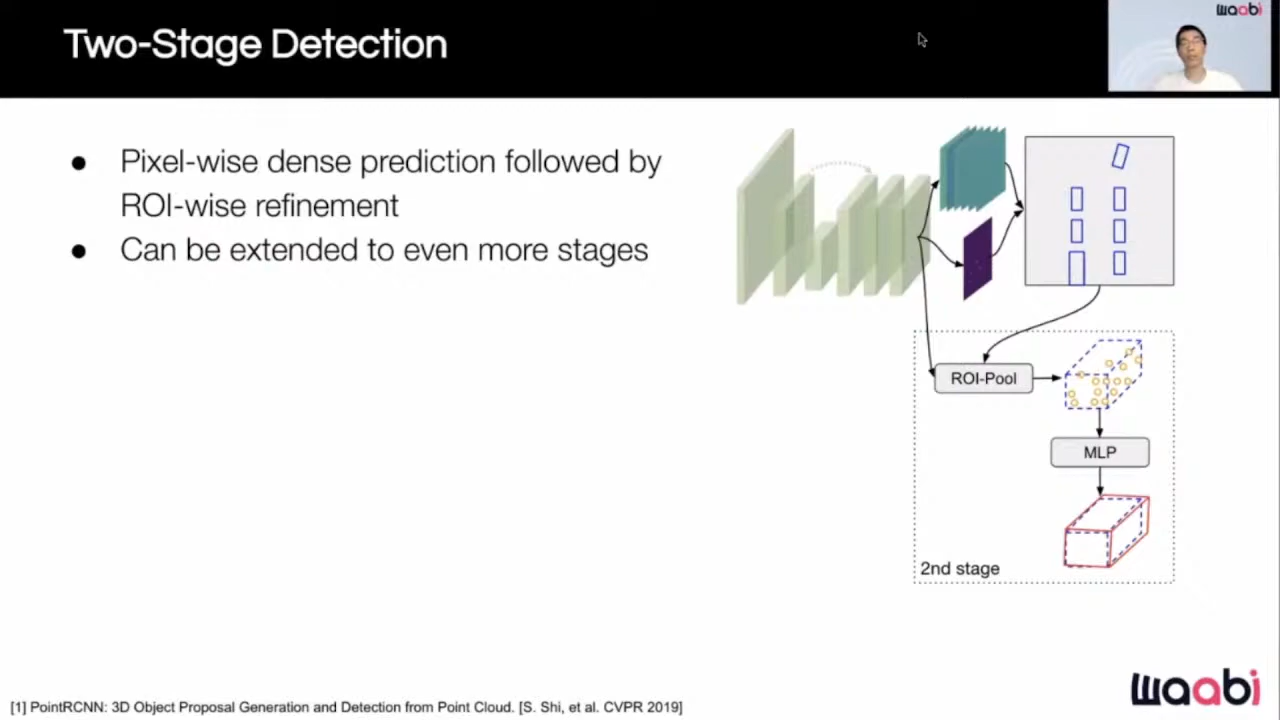 Two-Stage Detection
waabi
● Pixel-wise dense prediction followed by
ROI-wise refinement
● Can be extended to even more stages
ROI-Pool
MLP
2nd stage
waabi
[1] PointRCNN: 3D Object Proposal Generation and Detection from Point Cloud. [S. Shi, et al. CVPR 2019]